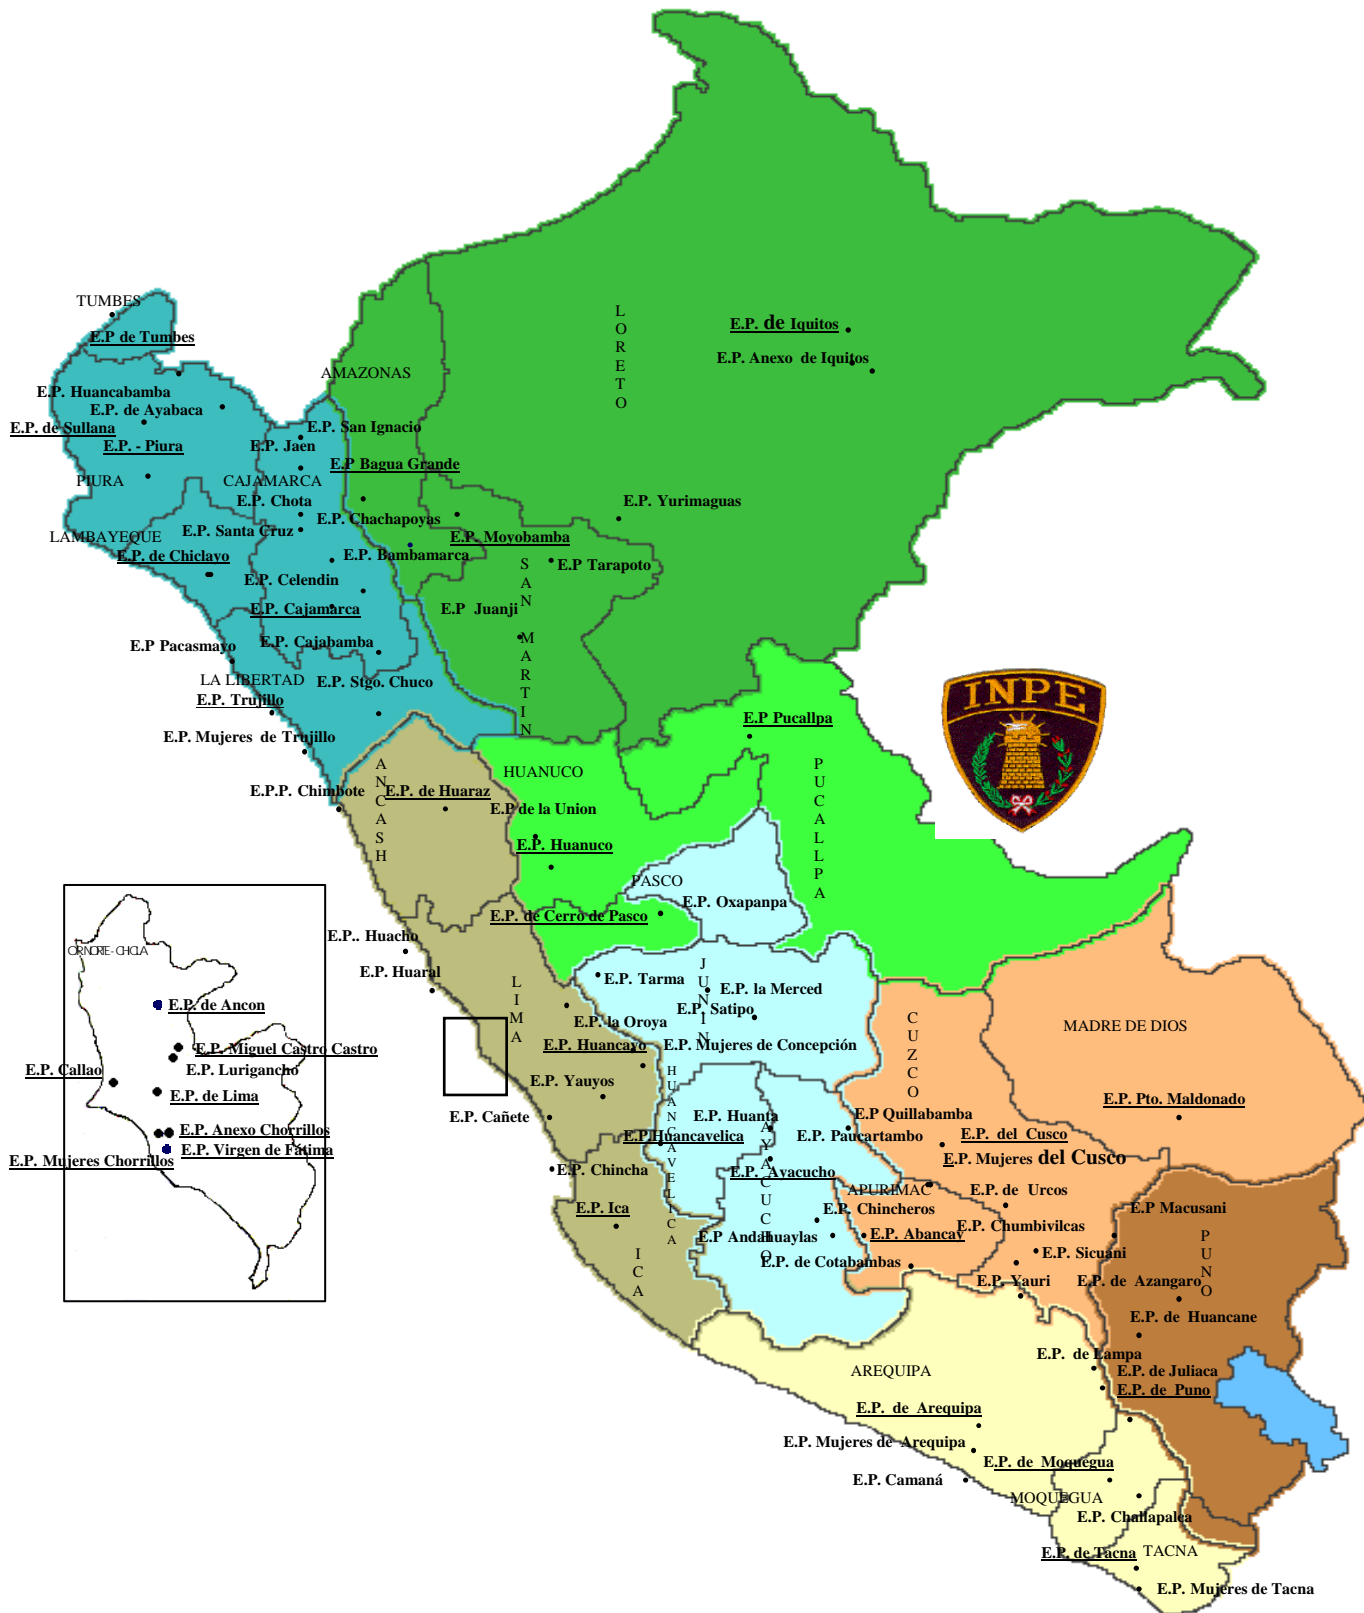 TUMBES
E.P de Tumbes
LORETO
E.P. de Iquitos
E.P. Anexo de Iquitos
AMAZONAS
E.P. Huancabamba
E.P. de Ayabaca
E.P. de Sullana
E.P. - Piura
E.P. San Ignacio
E.P. Jaen
E.P Bagua Grande
PIURA
CAJAMARCA
E.P. Chota
E.P. Yurimaguas
E.P. Chachapoyas
E.P. Santa Cruz
LAMBAYEQUE
E.P. Moyobamba
E.P. de Chiclayo
E.P. Bambamarca
SAN MARTIN
E.P Tarapoto
E.P. Celendin
E.P. Cajamarca
E.P Juanji
E.P Pacasmayo
E.P. Cajabamba
LA LIBERTAD
E.P. Stgo. Chuco
E.P. Trujillo
E.P. Mujeres de Trujillo
E.P Pucallpa
INPE
PUCALLPA
ANCASH
HUANUCO
E.P.P. Chimbote
E.P. de Huaraz
E.P de la Union
E.P. Huanuco
PASCO
E.P. Oxapanpa
E.P. de Cerro de Pasco
E.P.. Huacho
E.P. Huaral
LIMA
JUNIN
E.P. Tarma
E.P. la Merced
E.P. Satipo
E.P. la Oroya
E.P. Huancayo
E.P. Mujeres de Concepción
CUZCO
MADRE DE DIOS
CORNORTE - CHICLA
E.P. de Ancon
E.P. Miguel Castro Castro
E.P. Lurigancho
E.P. Callao
E.P. de Lima
E.P. Anexo Chorrillos
E.P. Virgen de Fatima
E.P. Mujeres Chorrillos
E.P. Yauyos
HUANCAVELICA
E.P. Cañete
E.P. Huanta
AYACUCHO
E.P Quillabamba
E.P. Pto. Maldonado
E.P. Paucartambo
E.P. del Cusco
E.P.Huancavelica
E.P. Mujeres del Cusco
E.P. Chincha
E.P. Ayacucho
APURIMAC
E.P. de Urcos
E.P. Ica
E.P. Chincheros
E.P. Chumbivilcas
E.P Macusani
PUNO
E.P Andahuaylas
E.P. Abancay
E.P. Sicuani
ICA
E.P. de Cotabambas
E.P. Yauri
E.P. de Azangaro
E.P. de Huancane
E.P. de Lampa
AREQUIPA
E.P. de Juliaca
E.P. de Puno
E.P. de Arequipa
E.P. Mujeres de Arequipa
E.P. de Moquegua
E.P. Camaná
MOQUEGUA
E.P. Challapalca
E.P. de Tacna
TACNA
E.P. Mujeres de Tacna